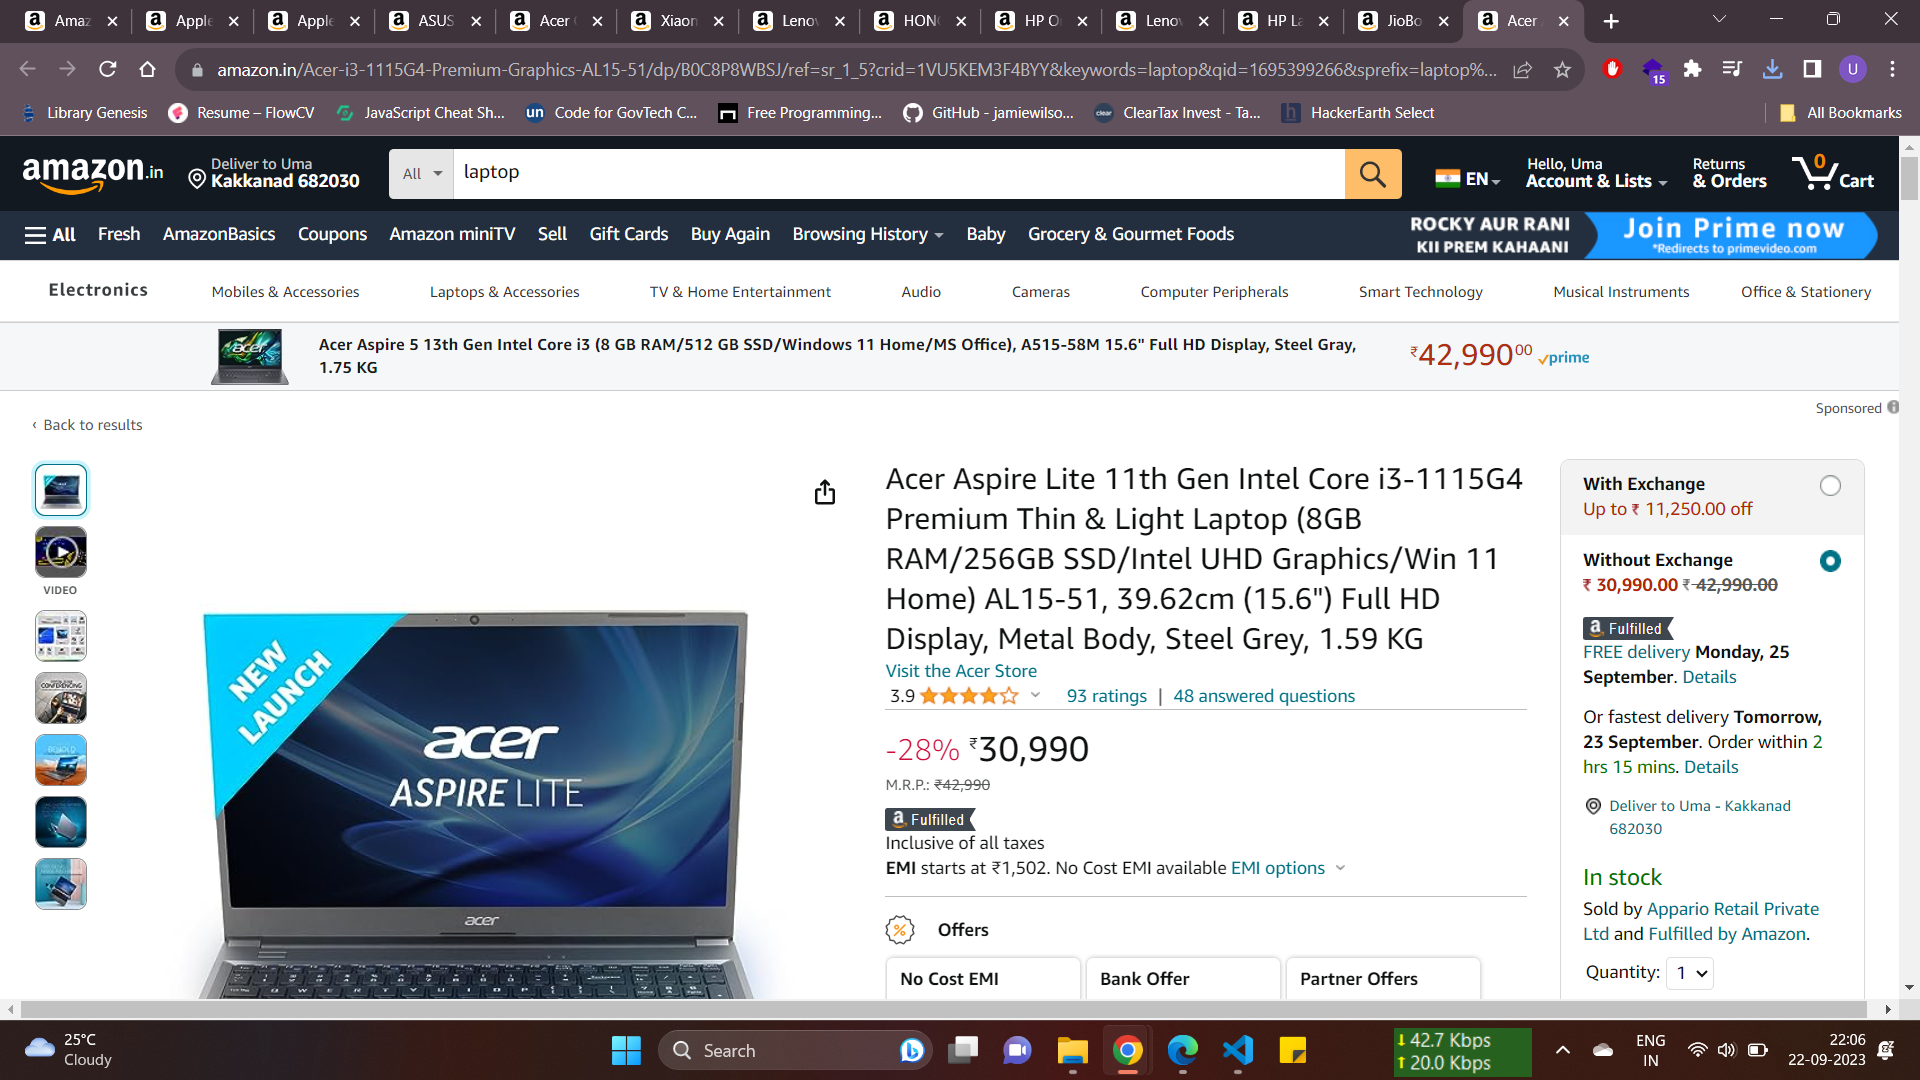 Amaz
Apple
Apple
ASUS
Acer
Xiaon
Leno
HON
HP O
Leno
HP La
JioBo
Acer
amazon.in/Acer-i3-1115G4-Premium-Graphics-AL15-51/dp/B0C8P8WBSJ/ref=sr_1_5?crid=1VU5KEM3F4BYY&keywords=laptop&qid=1695399266&sprefix=laptop%...
15
U
Library Genesis
Resume – FlowCV
JavaScript Cheat Sh...
un Code for GovTech C...
Free Programming...
GitHub - jamiewilso...
clear ClearTax Invest - Ta...
h HackerEarth Select
All Bookmarks
amazon.in
Deliver to Uma
Kakkanad 682030
All
laptop
EN
Hello, Uma
Account & Lists
Returns
& Orders
0
Cart
All
Fresh
AmazonBasics
Coupons
Amazon miniTV
Sell
Gift Cards
Buy Again
Browsing History
Baby
Grocery & Gourmet Foods
ROCKY AUR RANI
KII PREM KAHAANI
Join Prime now
*Redirects to primevideo.com
Electronics
Mobiles & Accessories
Laptops & Accessories
TV & Home Entertainment
Audio
Cameras
Computer Peripherals
Smart Technology
Musical Instruments
Office & Stationery
acer
Acer Aspire 5 13th Gen Intel Core i3 (8 GB RAM/512 GB SSD/Windows 11 Home/MS Office), A515-58M 15.6" Full HD Display, Steel Gray,
1.75 KG
₹42,99000 prime
Sponsored
‹ Back to results
VIDEO
CONFERENCING
NEW
LAUNCH
acer
ASPIRE LITE
acer
Acer Aspire Lite 11th Gen Intel Core i3-1115G4
Premium Thin & Light Laptop (8GB
RAM/256GB SSD/Intel UHD Graphics/Win 11
Home) AL15-51, 39.62cm (15.6") Full HD
Display, Metal Body, Steel Grey, 1.59 KG
Visit the Acer Store
3.9
93 ratings | 48 answered questions
-28% ₹30,990
M.R.P.: ₹42,990
a Fulfilled
Inclusive of all taxes
EMI starts at ₹1,502. No Cost EMI available EMI options
% Offers
No Cost EMI
Bank Offer
Partner Offers
With Exchange
Up to ₹ 11,250.00 off
Without Exchange
₹ 30,990.00 ₹ 42,990.00
a Fulfilled
FREE delivery Monday, 25
September. Details
Or fastest delivery Tomorrow,
23 September. Order within 2
hrs 15 mins. Details
Deliver to Uma - Kakkanad
682030
In stock
Sold by Appario Retail Private
Ltd and Fulfilled by Amazon.
Quantity: 1
25°C
Cloudy
Search
42.7 Kbps
20.0 Kbps
ENG
IN
22:06
22-09-2023